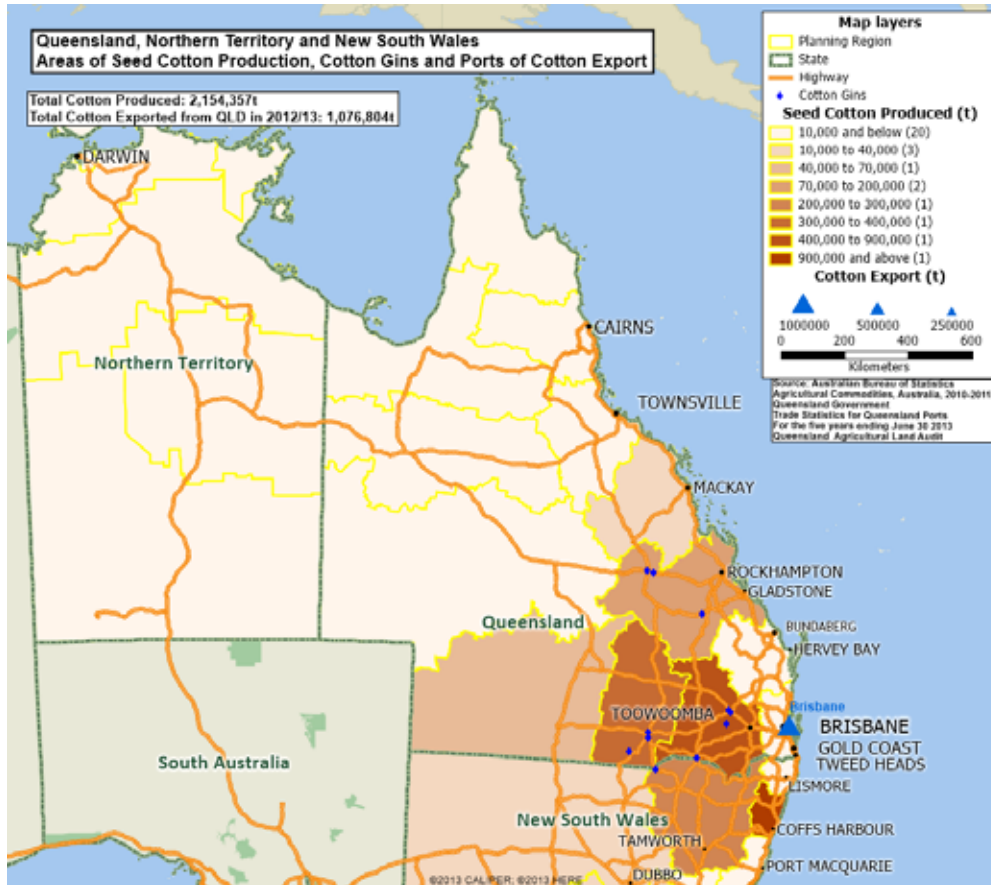 Queensland, Northern Territory and New South Wales
Areas of Seed Cotton Production, Cotton Gins and Ports of Cotton Export
Total Cotton Produced: 2,154,357t
Total Cotton Exported from QLD in 2012/13: 1,076,804t
Map layers
Planning Region
State
Highway
Cotton Gins
Seed Cotton Produced (t)
10,000 and below (20)
10,000 to 40,000 (3)
40,000 to 70,000 (1)
70,000 to 200,000 (2)
200,000 to 300,000 (1)
300,000 to 400,000 (1)
400,000 to 900,000 (1)
900,000 and above (1)
Cotton Export (t)
1000000 500000 250000
0 200 400 600
Kilometers
Source: Australian Bureau of Statistics
Agricultural Commodities, Australia, 2010-2011
Queensland Government
Trade Statistics for Queensland Ports
For the five years ending June 30 2013
Queensland Agricultural Land Audit
DARWIN
CAIRNS
Northern Territory
TOWNSVILLE
MACKAY
ROCKHAMPTON
GLADSTONE
Queensland
BUNDABERG
HERVEY BAY
Brisbane
TOOWOOMBA
BRISBANE
GOLD COAST
TWEED HEADS
South Australia
LISMORE
New South Wales
COFFS HARBOUR
TAMWORTH
PORT MACQUARIE
DUBBO
©2013 CALIPER; ©2013 HERE